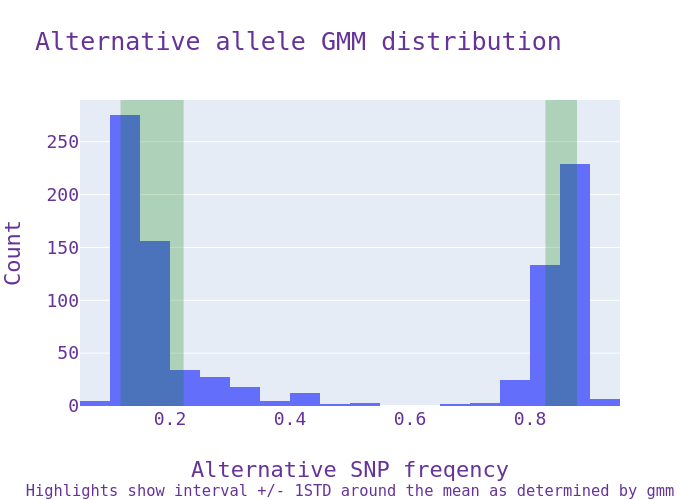 Alternative allele GMM distribution
250
200
150
100
50
0
Count
0.2 0.4 0.6 0.8
Alternative SNP freqency
Highlights show interval +/- 1STD around the mean as determined by gmm